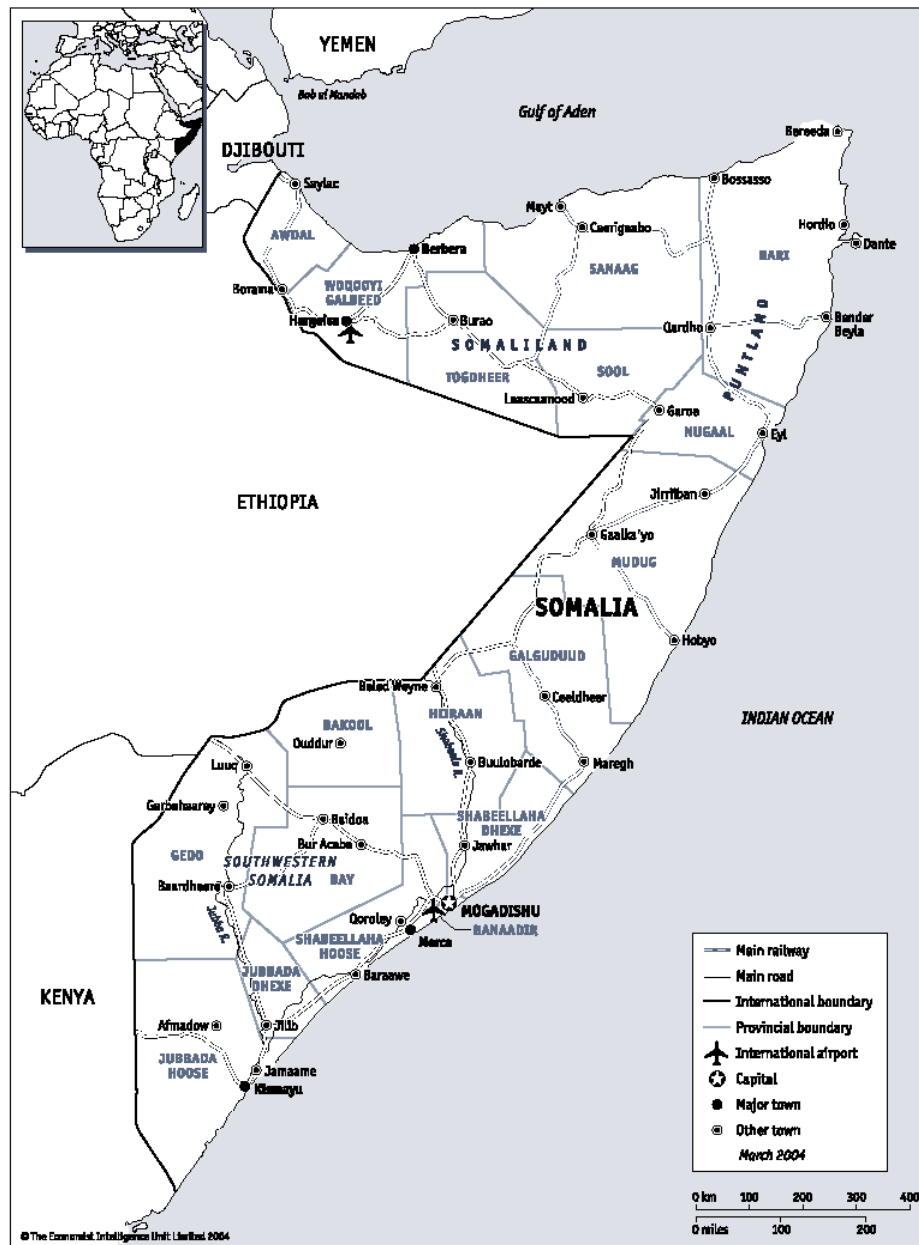 YEMEN
Bab el Mandeb
Gulf of Aden
DJIBOUTI
Bereeda
Saylac
Bossasso
Mayt
Hordio
Ceerigaabo
Dante
AWDAL
Berbera
SANAAG
BARI
Borama
WOQOOYI
GALBEED
Hargeisa
Burao
Qardho
Bandar
Beyla
SOMALILAND
PUNTLAND
TOGDHEER
SOOL
Laascaanood
Garoe
NUGAAL
Eyl
ETHIOPIA
Jirriiban
Gaalka'yo
MUDUG
SOMALIA
Hobyo
GALGUDUUD
Beled Weyne
Ceeldheer
HIIRAAN
INDIAN OCEAN
BAKOOL
Shabeelle R.
Ouddur
Luuq
Buulobarde
Maregh
Garbahaarey
Baidoa
SHABEELLAHA
DHEXE
Bur Acaba
Jawhar
GEDO
SOUTHWESTERN
SOMALIA
BAY
Baardheere
Jubba R.
MOGADISHU
Qoroley
BANAADIR
SHABEELLAHA
HOOSE
Merca
JUBBADA
DHEXE
Baraawe
KENYA
Afmadow
Jilib
JUBBADA
HOOSE
Jamaame
Kismayu
Main railway
Main road
International boundary
Provincial boundary
International airport
Capital
Major town
Other town
March 2004
0 km 100 200 300 400
0 miles 100 200
© The Economist Intelligence Unit Limited 2004